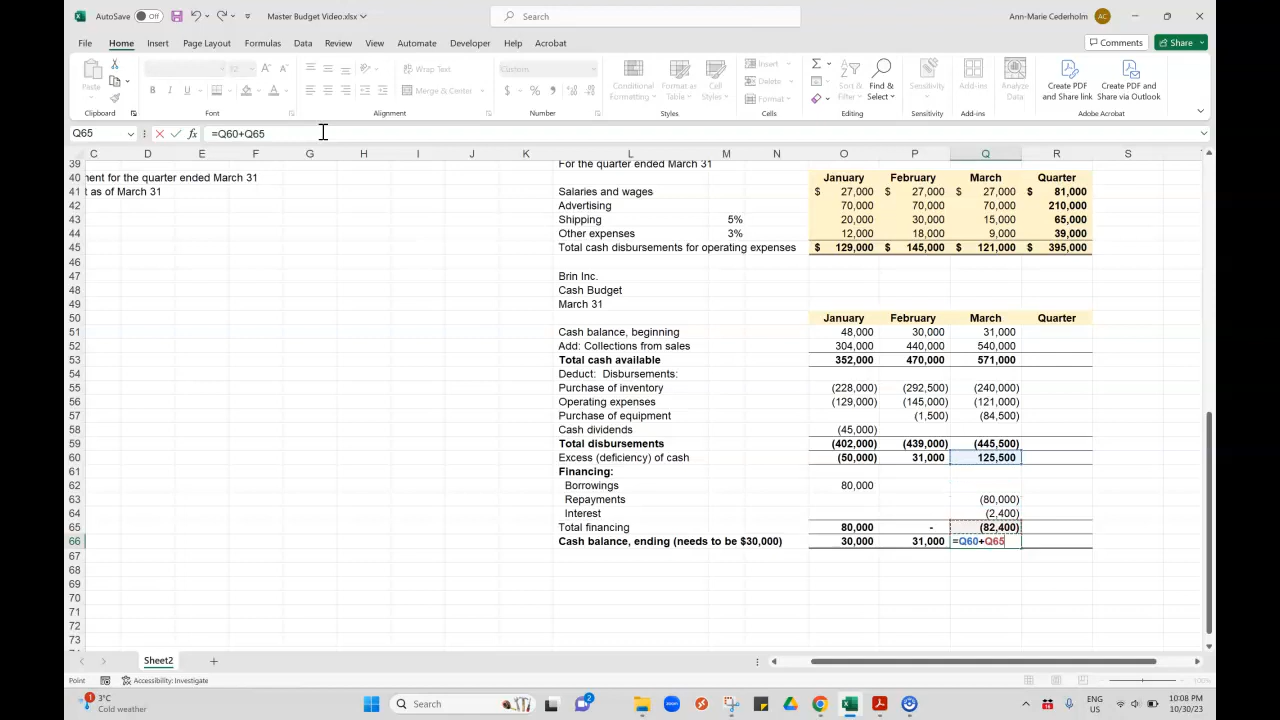 AutoSave Off Master Budget Video.xlsx Search Ann-Marie Cederholm AC
File Home Insert Page Layout Formulas Data Review View Automate Developer Help Acrobat Comments Share
Paste Wrap Text Custom Conditional Formatting Format as Table Cell Styles Insert Σ Sort & Filter Find & Select Sensitivity Add-ins Analyze Data Create PDF and Share link Create PDF and Share via Outlook
B I U Merge & Center $ % Delete Format
Clipboard Font Alignment Number Styles Cells Editing Sensitivity Add-ins Adobe Acrobat
Q65 fx =Q60+Q65
C D E F G H I J K L M N O P Q R S
39 For the quarter ended March 31
40 ment for the quarter ended March 31 January February March Quarter
41 t as of March 31 Salaries and wages $ 27,000 $ 27,000 $ 27,000 $ 81,000
42 Advertising 70,000 70,000 70,000 210,000
43 Shipping 5% 20,000 30,000 15,000 65,000
44 Other expenses 3% 12,000 18,000 9,000 39,000
45 Total cash disbursements for operating expenses $ 129,000 $ 145,000 $ 121,000 $ 395,000
46
47 Brin Inc.
48 Cash Budget
49 March 31
50 January February March Quarter
51 Cash balance, beginning 48,000 30,000 31,000
52 Add: Collections from sales 304,000 440,000 540,000
53 Total cash available 352,000 470,000 571,000
54 Deduct: Disbursements:
55 Purchase of inventory (228,000) (292,500) (240,000)
56 Operating expenses (129,000) (145,000) (121,000)
57 Purchase of equipment (1,500) (84,500)
58 Cash dividends (45,000)
59 Total disbursements (402,000) (439,000) (445,500)
60 Excess (deficiency) of cash (50,000) 31,000 125,500
61 Financing:
62 Borrowings 80,000
63 Repayments (80,000)
64 Interest (2,400)
65 Total financing 80,000 - (82,400)
66 Cash balance, ending (needs to be $30,000) 30,000 31,000 =Q60+Q65
67
68
69
70
71
72
73
Sheet2
Point Accessibility: Investigate 100%
1 3°C Cold weather Search 2 zoom ENG US 10:08 PM 10/30/23